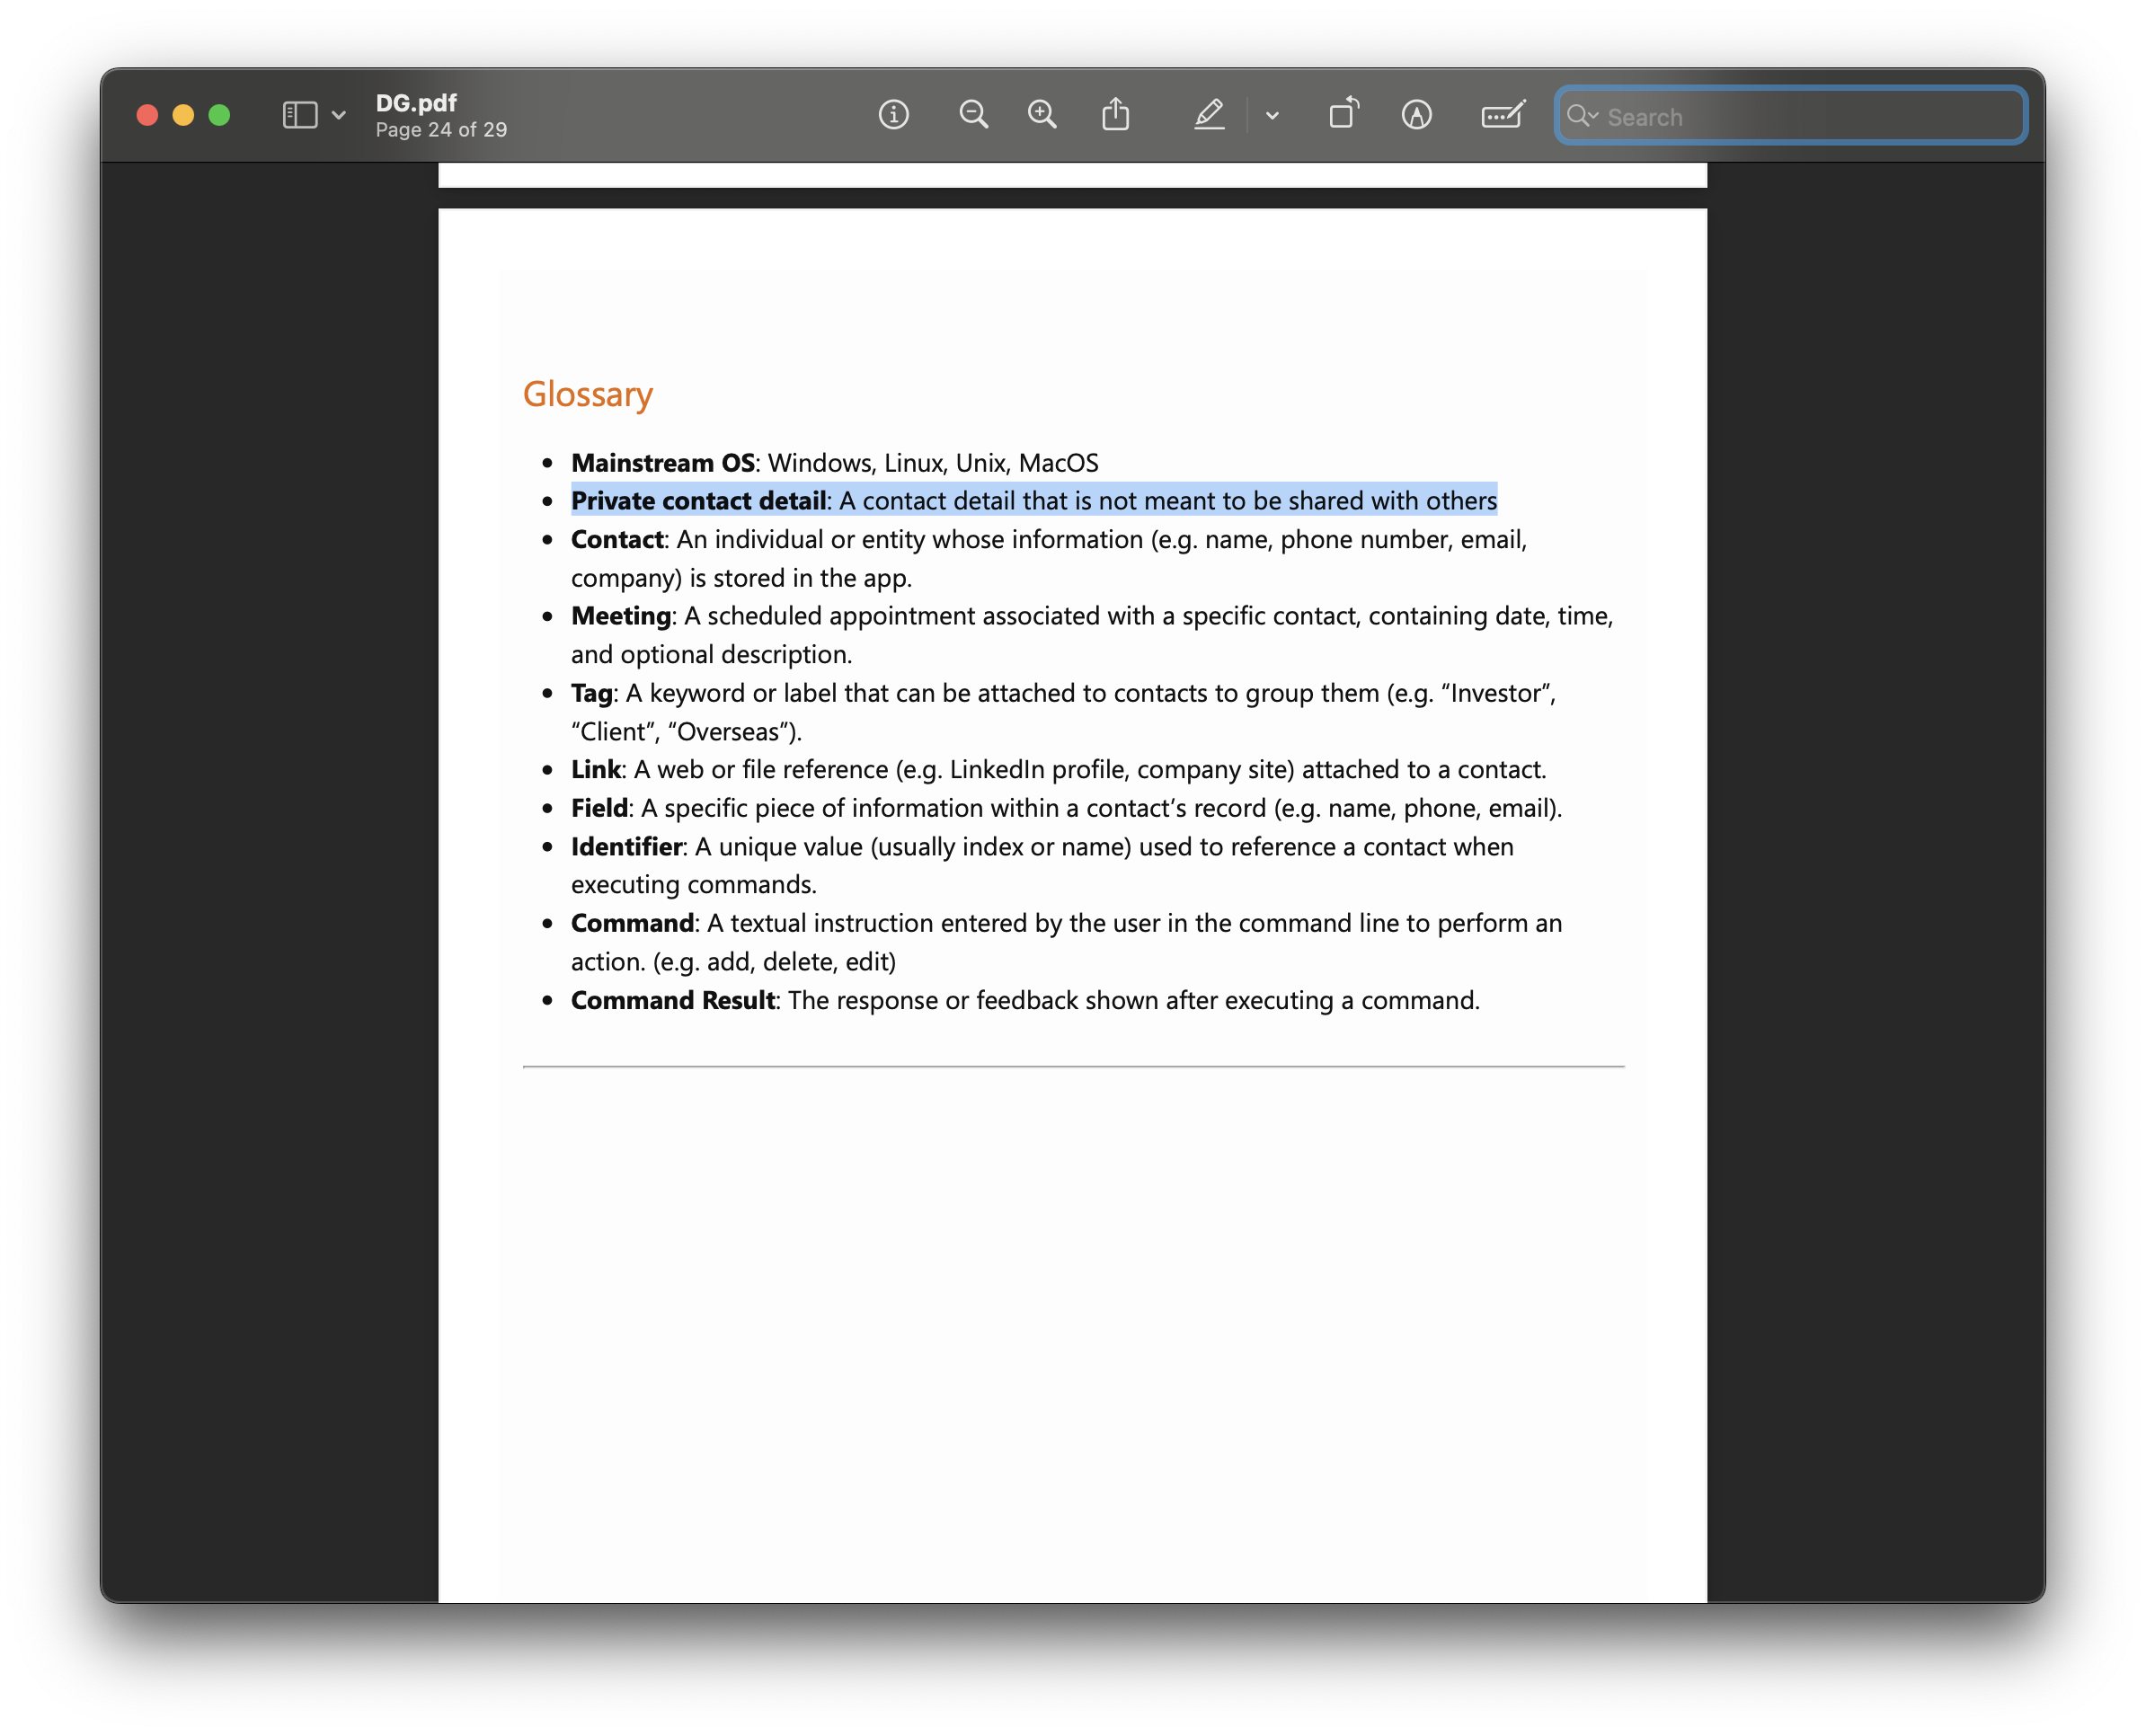 DG.pdf
Page 24 of 29
Search
Glossary
Mainstream OS: Windows, Linux, Unix, MacOS
Private contact detail: A contact detail that is not meant to be shared with others
Contact: An individual or entity whose information (e.g. name, phone number, email,
company) is stored in the app.
Meeting: A scheduled appointment associated with a specific contact, containing date, time,
and optional description.
Tag: A keyword or label that can be attached to contacts to group them (e.g. “Investor”,
“Client”, “Overseas”).
Link: A web or file reference (e.g. LinkedIn profile, company site) attached to a contact.
Field: A specific piece of information within a contact’s record (e.g. name, phone, email).
Identifier: A unique value (usually index or name) used to reference a contact when
executing commands.
Command: A textual instruction entered by the user in the command line to perform an
action. (e.g. add, delete, edit)
Command Result: The response or feedback shown after executing a command.